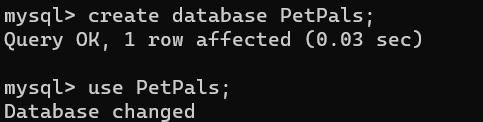 mysql> create database PetPals;
Query OK, 1 row affected (0.03 sec)
mysql> use PetPals;
Database changed